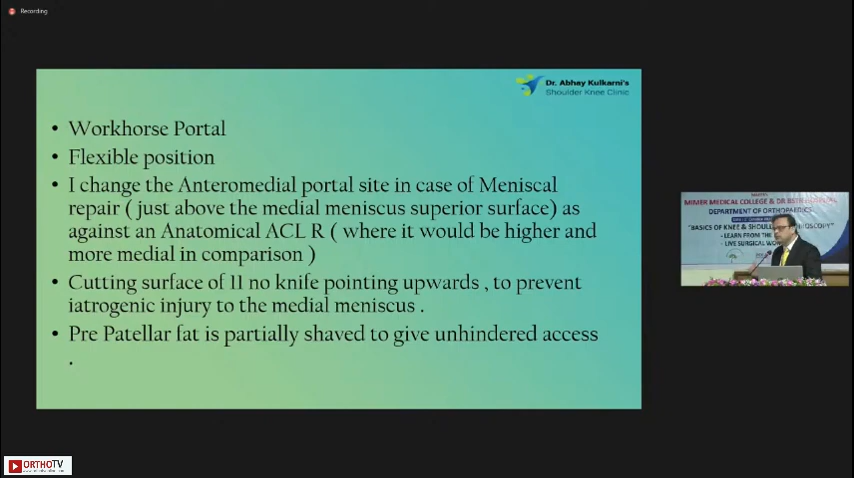 Recording
Dr. Abhay Kulkarni's
Shoulder Knee Clinic
• Workhorse Portal
• Flexible position
• I change the Anteromedial portal site in case of Meniscal
repair ( just above the medial meniscus superior surface) as
against an Anatomical ACL R ( where it would be higher and
more medial in comparison )
• Cutting surface of 11 no knife pointing upwards , to prevent
iatrogenic injury to the medial meniscus .
• Pre Patellar fat is partially shaved to give unhindered access
.
MIMER MEDICAL COLLEGE & DR BSTR HOSPITAL
DEPARTMENT OF ORTHOPAEDICS
"BASICS OF KNEE & SHOULDER
- LEARN FROM THE
- LIVE SURGICAL
ORTHOTV